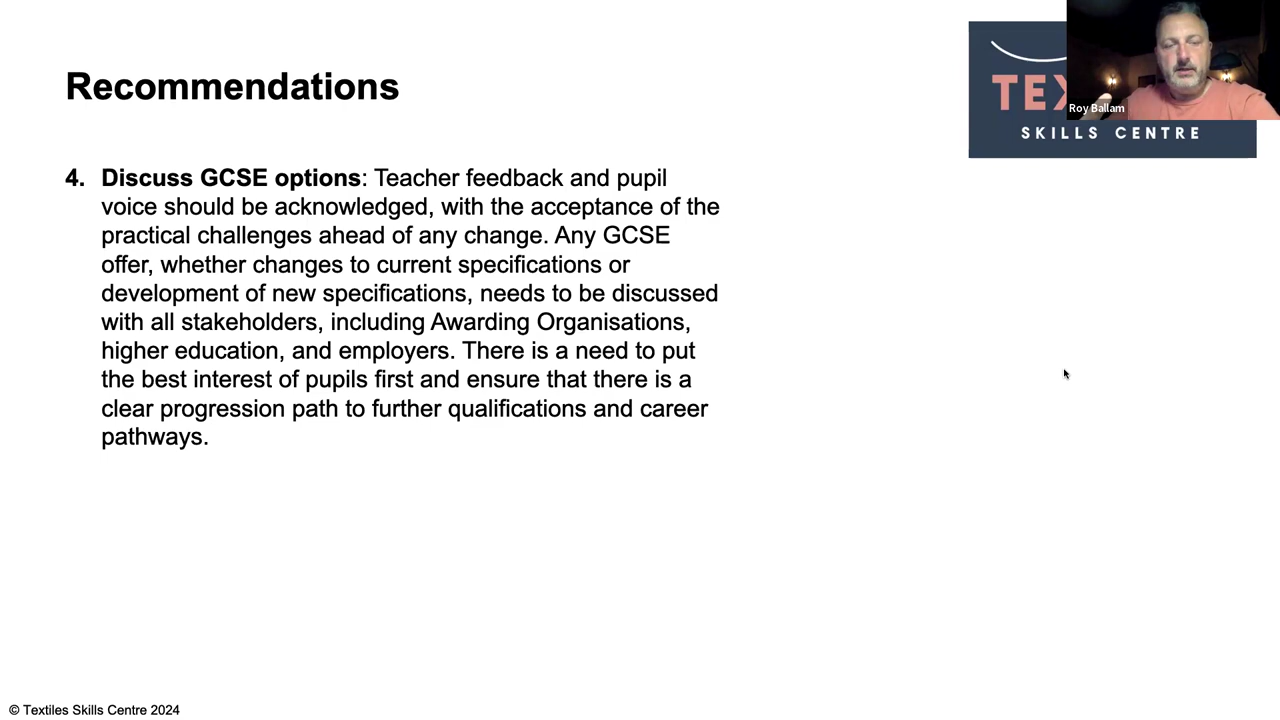 Recommendations
4. Discuss GCSE options: Teacher feedback and pupil
voice should be acknowledged, with the acceptance of the
practical challenges ahead of any change. Any GCSE
offer, whether changes to current specifications or
development of new specifications, needs to be discussed
with all stakeholders, including Awarding Organisations,
higher education, and employers. There is a need to put
the best interest of pupils first and ensure that there is a
clear progression path to further qualifications and career
pathways.
Roy Ballam
SKILLS CENTRE
© Textiles Skills Centre 2024